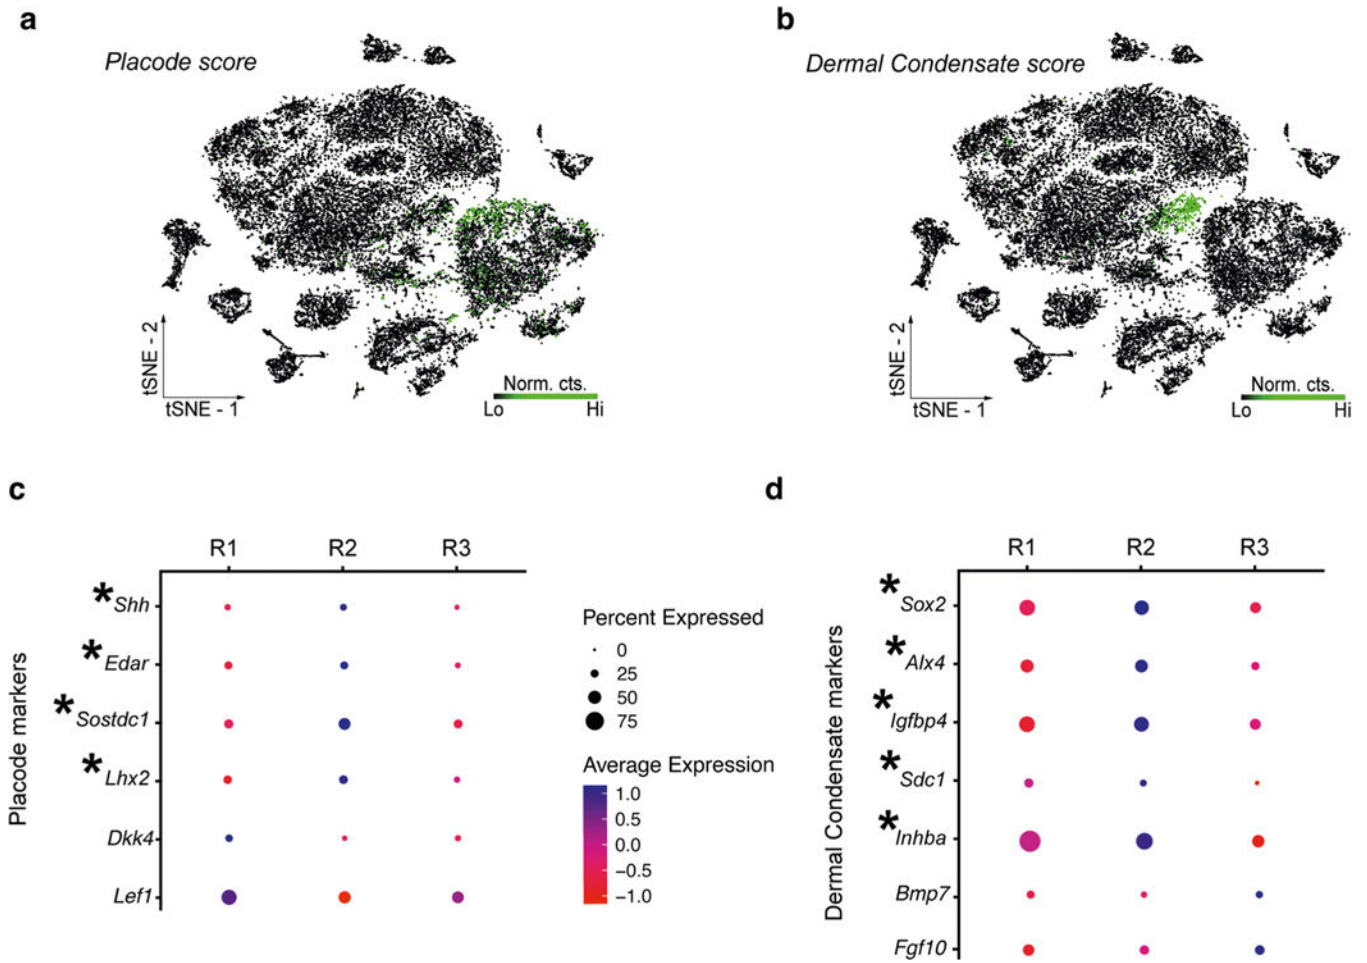 a
Placode score
tSNE - 2
tSNE - 1
Norm. cts.
Lo Hi
b
Dermal Condensate score
tSNE - 2
tSNE - 1
Norm. cts.
Lo Hi
c
R1 R2 R3
Placode markers
*Shh
*Edar
*Sostdc1
*Lhx2
Dkk4
Lef1
Percent Expressed
0
25
50
75
Average Expression
1.0
0.5
0.0
−0.5
−1.0
d
R1 R2 R3
Dermal Condensate markers
*Sox2
*Alx4
*Igfbp4
*Sdc1
*Inhba
Bmp7
Fgf10